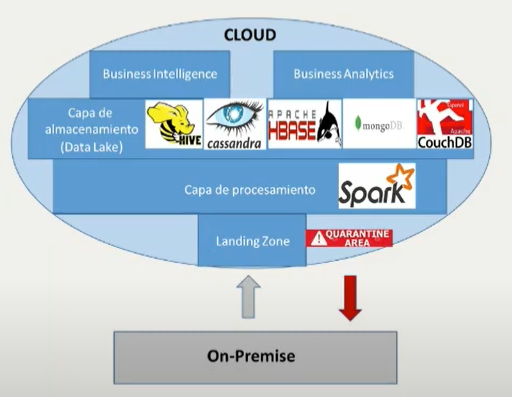 CLOUD
Business Intelligence
Business Analytics
Capa de
almacenamiento
(Data Lake)
HIVE
cassandra
APACHE
HBASE
mongoDB
Apache
CouchDB
Capa de procesamiento
Spark
Landing Zone
QUARANTINE
AREA
On-Premise